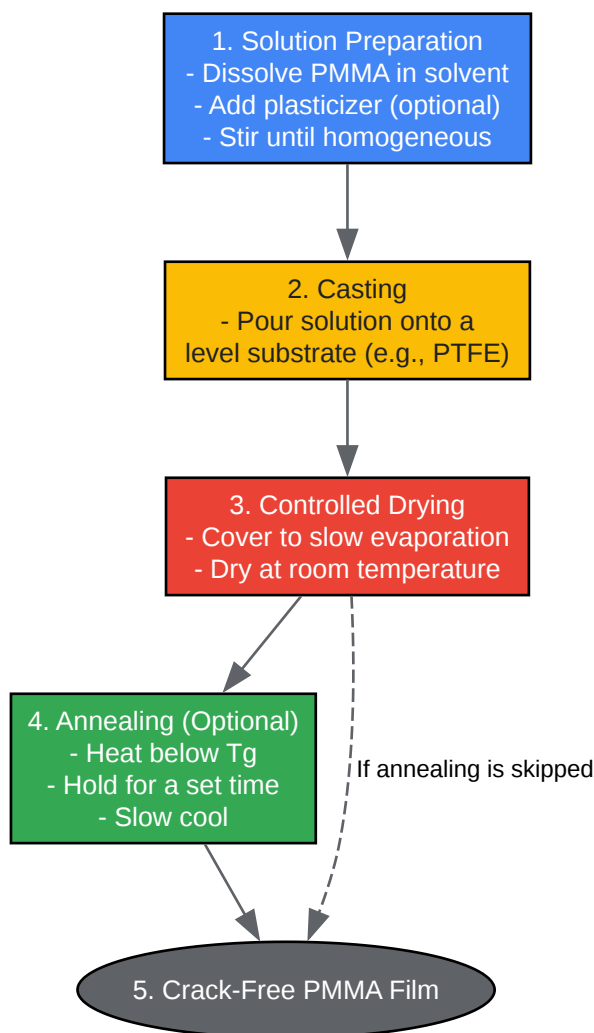 1. Solution Preparation
- Dissolve PMMA in solvent
- Add plasticizer (optional)
- Stir until homogeneous
2. Casting
- Pour solution onto a
level substrate (e.g., PTFE)
3. Controlled Drying
- Cover to slow evaporation
- Dry at room temperature
4. Annealing (Optional)
- Heat below Tg
- Hold for a set time
- Slow cool
If annealing is skipped
5. Crack-Free PMMA Film